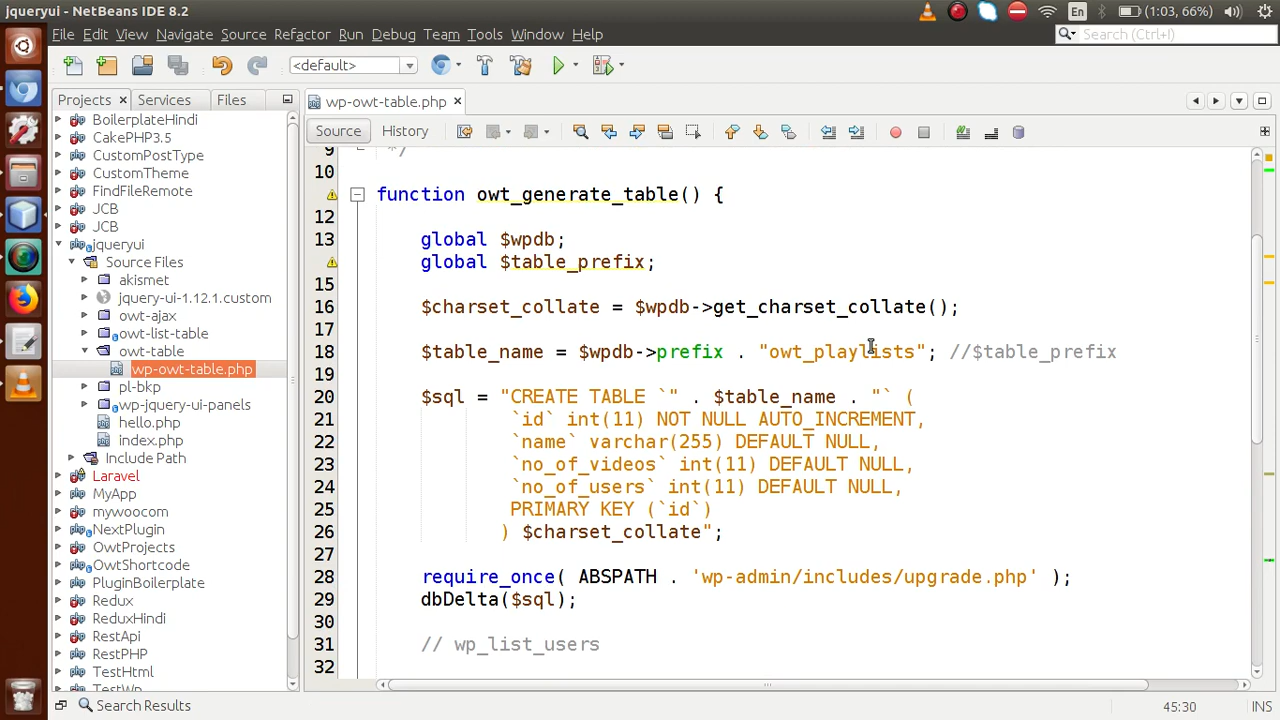 jqueryui - NetBeans IDE 8.2
En
(1:03, 66%)
File Edit View Navigate Source Refactor Run Debug Team Tools Window Help
Search (Ctrl+I)
<default>
Projects Services Files
wp-owt-table.php
Source History
BoilerplateHindi
CakePHP3.5
CustomPostType
CustomTheme
FindFileRemote
JCB
JCB
jqueryui
Source Files
akismet
jquery-ui-1.12.1.custom
owt-ajax
owt-list-table
owt-table
wp-owt-table.php
pl-bkp
wp-jquery-ui-panels
hello.php
index.php
Include Path
Laravel
MyApp
mywoocom
NextPlugin
OwtProjects
OwtShortcode
PluginBoilerplate
Redux
ReduxHindi
RestApi
RestPHP
TestHtml
TestWp
9 */
10
function owt_generate_table() {
12
13 global $wpdb;
global $table_prefix;
15
16 $charset_collate = $wpdb->get_charset_collate();
17
18 $table_name = $wpdb->prefix . "owt_playlists"; //$table_prefix
19
20 $sql = "CREATE TABLE `" . $table_name . "` (
21 `id` int(11) NOT NULL AUTO_INCREMENT,
22 `name` varchar(255) DEFAULT NULL,
23 `no_of_videos` int(11) DEFAULT NULL,
24 `no_of_users` int(11) DEFAULT NULL,
25 PRIMARY KEY (`id`)
26 ) $charset_collate";
27
28 require_once( ABSPATH . 'wp-admin/includes/upgrade.php' );
29 dbDelta($sql);
30
31 // wp_list_users
32
Search Results
45:30
INS